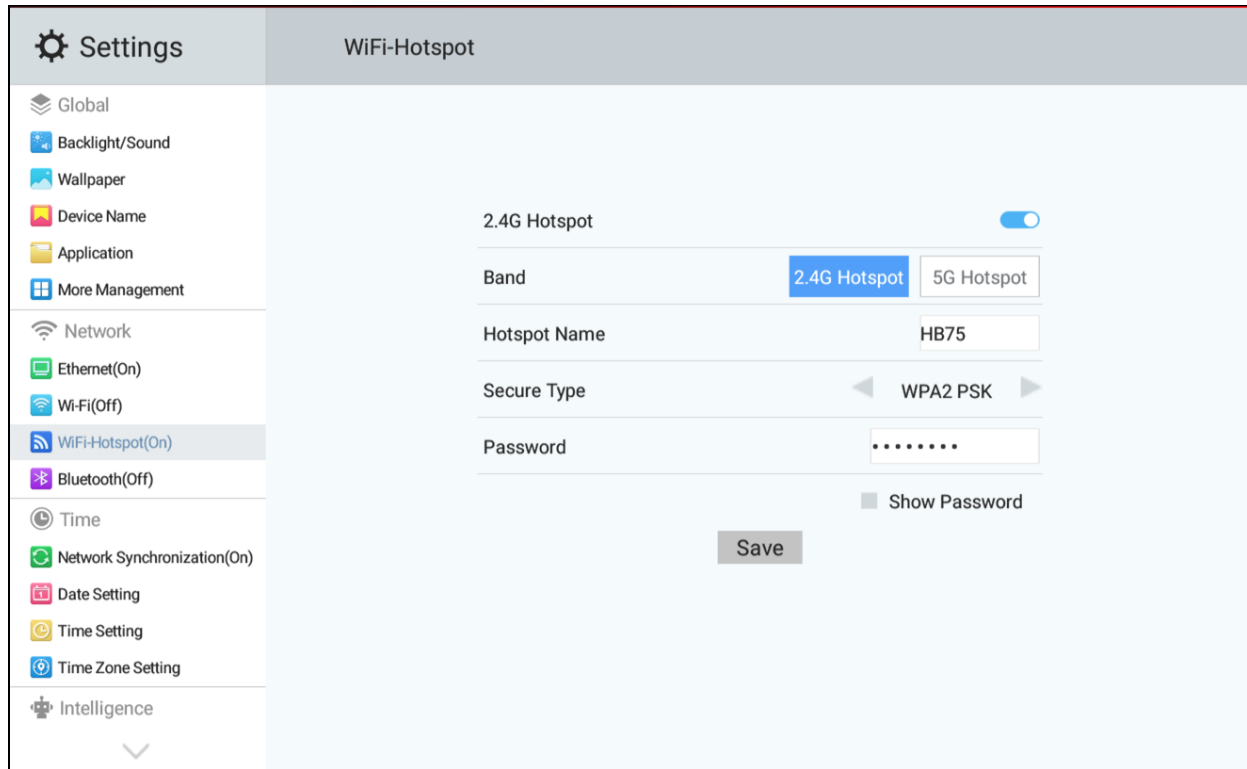 Settings
WiFi-Hotspot
Global
Backlight/Sound
Wallpaper
Device Name
Application
More Management
Network
Ethernet(On)
Wi-Fi(Off)
WiFi-Hotspot(On)
Bluetooth(Off)
Time
Network Synchronization(On)
Date Setting
Time Setting
Time Zone Setting
Intelligence
2.4G Hotspot
Band 2.4G Hotspot 5G Hotspot
Hotspot Name HB75
Secure Type WPA2 PSK
Password ••••••••
Show Password
Save